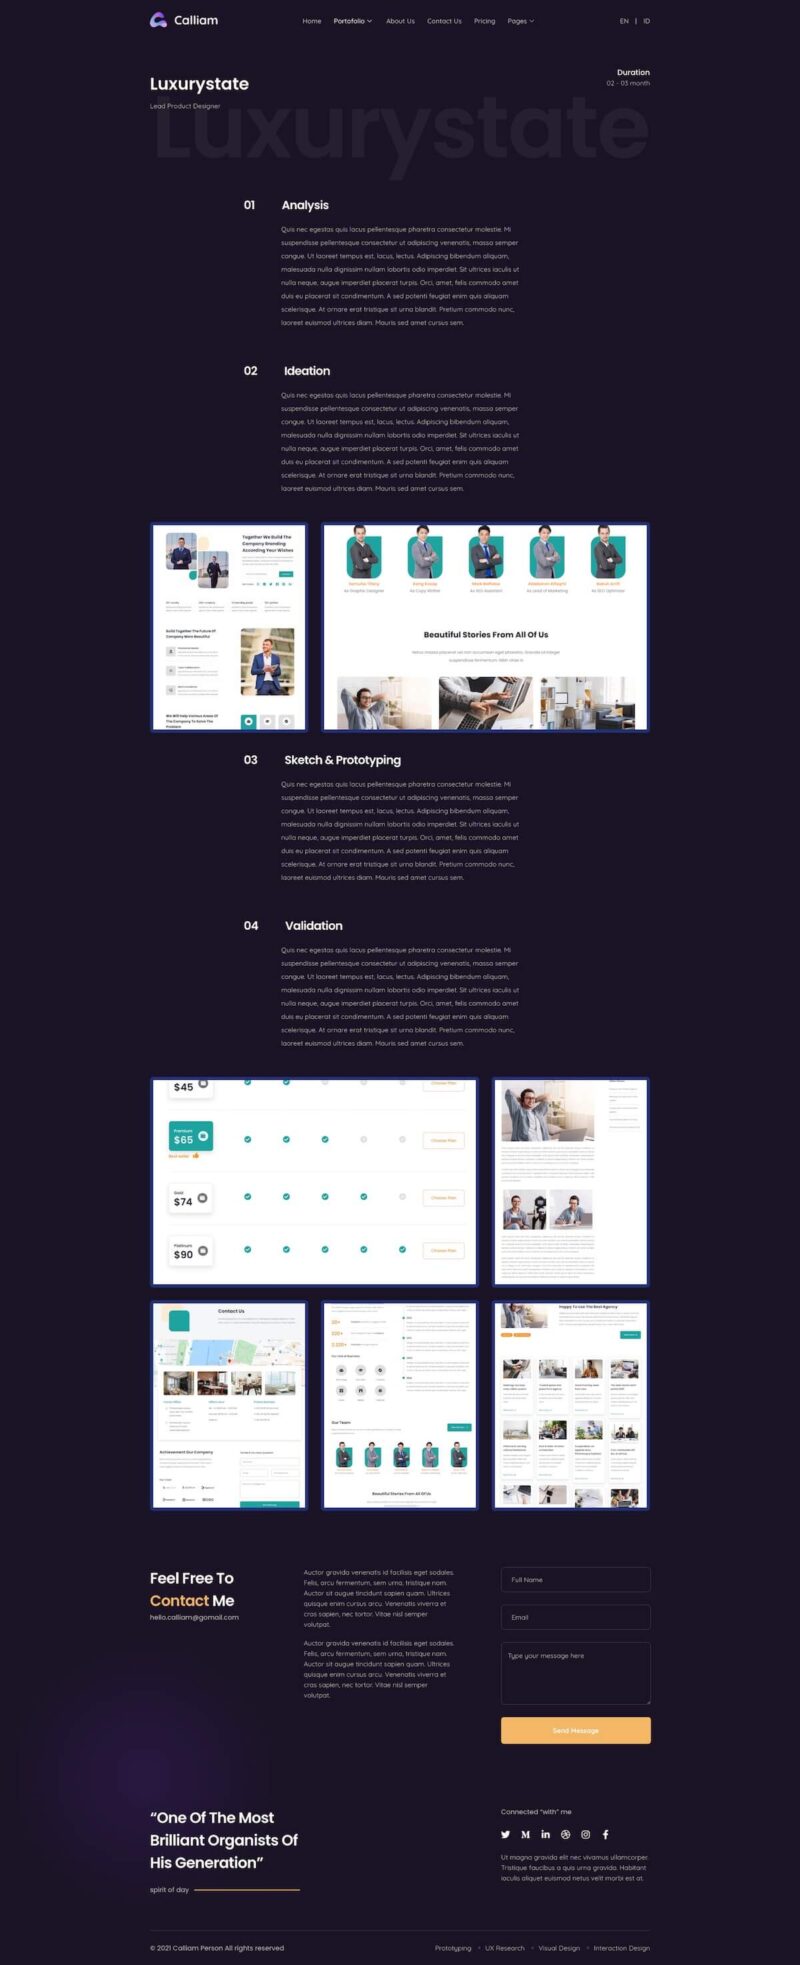 Calliam
Home Portofolio About Us Contact Us Pricing Pages EN | ID
Luxurystate
Lead Product Designer
Duration
02 - 03 month
Luxurystate
01 Analysis
Quis nec egestas quis lacus pellentesque pharetra consectetur molestie. Mi
suspendisse pellentesque consectetur ut adipiscing venenatis, massa semper
congue. Ut laoreet tempus est, lacus, lectus. Adipiscing bibendum aliquam,
malesuada nulla dignissim nullam lobortis odio imperdiet. Sit ultrices iaculis ut
nulla neque, augue imperdiet placerat turpis. Orci, amet, felis commodo amet
duis eu placerat sit condimentum. A sed potenti feugiat enim quis aliquam
scelerisque. At ornare erat tristique sit urna blandit. Pretium commodo nunc,
laoreet euismod ultrices diam. Mauris sed amet cursus sem.
02 Ideation
Quis nec egestas quis lacus pellentesque pharetra consectetur molestie. Mi
suspendisse pellentesque consectetur ut adipiscing venenatis, massa semper
congue. Ut laoreet tempus est, lacus, lectus. Adipiscing bibendum aliquam,
malesuada nulla dignissim nullam lobortis odio imperdiet. Sit ultrices iaculis ut
nulla neque, augue imperdiet placerat turpis. Orci, amet, felis commodo amet
duis eu placerat sit condimentum. A sed potenti feugiat enim quis aliquam
scelerisque. At ornare erat tristique sit urna blandit. Pretium commodo nunc,
laoreet euismod ultrices diam. Mauris sed amet cursus sem.
Together We Build The
Company Branding
According Your Wishes
Build Together The Future Of
Company More Beautiful
We Will Help Various Areas Of
The Company To Solve The
Problem
As Graphic Designer
As Copy Writer
As SEO Assistant
As Lead of Marketing
As SEO Optimizer
Beautiful Stories From All Of Us
03 Sketch & Prototyping
Quis nec egestas quis lacus pellentesque pharetra consectetur molestie. Mi
suspendisse pellentesque consectetur ut adipiscing venenatis, massa semper
congue. Ut laoreet tempus est, lacus, lectus. Adipiscing bibendum aliquam,
malesuada nulla dignissim nullam lobortis odio imperdiet. Sit ultrices iaculis ut
nulla neque, augue imperdiet placerat turpis. Orci, amet, felis commodo amet
duis eu placerat sit condimentum. A sed potenti feugiat enim quis aliquam
scelerisque. At ornare erat tristique sit urna blandit. Pretium commodo nunc,
laoreet euismod ultrices diam. Mauris sed amet cursus sem.
04 Validation
Quis nec egestas quis lacus pellentesque pharetra consectetur molestie. Mi
suspendisse pellentesque consectetur ut adipiscing venenatis, massa semper
congue. Ut laoreet tempus est, lacus, lectus. Adipiscing bibendum aliquam,
malesuada nulla dignissim nullam lobortis odio imperdiet. Sit ultrices iaculis ut
nulla neque, augue imperdiet placerat turpis. Orci, amet, felis commodo amet
duis eu placerat sit condimentum. A sed potenti feugiat enim quis aliquam
scelerisque. At ornare erat tristique sit urna blandit. Pretium commodo nunc,
laoreet euismod ultrices diam. Mauris sed amet cursus sem.
$45 Choose Plan
Premium
$65 Choose Plan
Best seller
Gold
$74 Choose Plan
Platinum
$90 Choose Plan
Contact Us
Achievement Our Company
Our Team
Beautiful Stories From All Of Us
Happy To Use The Best Agency
Feel Free To
Contact Me
hello.calliam@gomail.com
Auctor gravida venenatis id facilisis eget sodales.
Felis, arcu fermentum, sem urna, tristique nam.
Auctor sit augue tincidunt sapien quam. Ultrices
quisque enim cursus arcu. Venenatis viverra et
cras sapien, nec tortor. Vitae nisl semper
volutpat.
Auctor gravida venenatis id facilisis eget sodales.
Felis, arcu fermentum, sem urna, tristique nam.
Auctor sit augue tincidunt sapien quam. Ultrices
quisque enim cursus arcu. Venenatis viverra et
cras sapien, nec tortor. Vitae nisl semper
volutpat.
Full Name
Email
Type your message here
Send Message
“One Of The Most
Brilliant Organists Of
His Generation”
spirit of day
Connected "with" me
Ut magna gravida elit nec vivamus ullamcorper.
Tristique faucibus a quis urna gravida. Habitant
iaculis aliquet euismod netus velit morbi est at.
© 2021 Calliam Person All rights reserved
Prototyping UX Research Visual Design Interaction Design